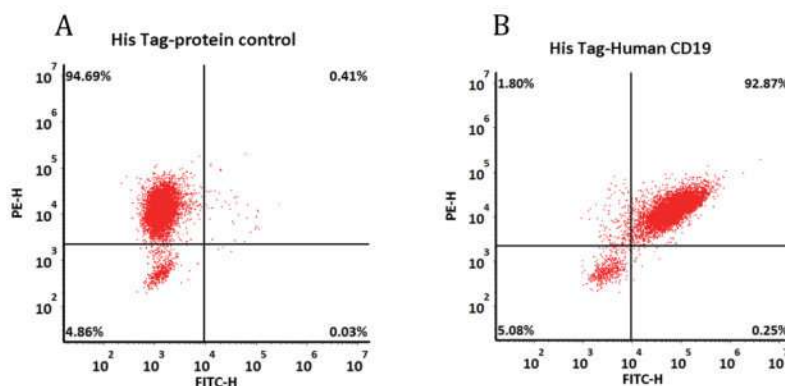 A
His Tag-protein control
94.69%
0.41%
10^7
10^6
10^5
10^4
10^3
10^2
PE-H
4.86%
0.03%
10^2 10^3 10^4 10^5 10^6 10^7
FITC-H
B
His Tag-Human CD19
1.80%
92.87%
10^7
10^6
10^5
10^4
10^3
10^2
PE-H
5.08%
0.25%
10^2 10^3 10^4 10^5 10^6 10^7
FITC-H